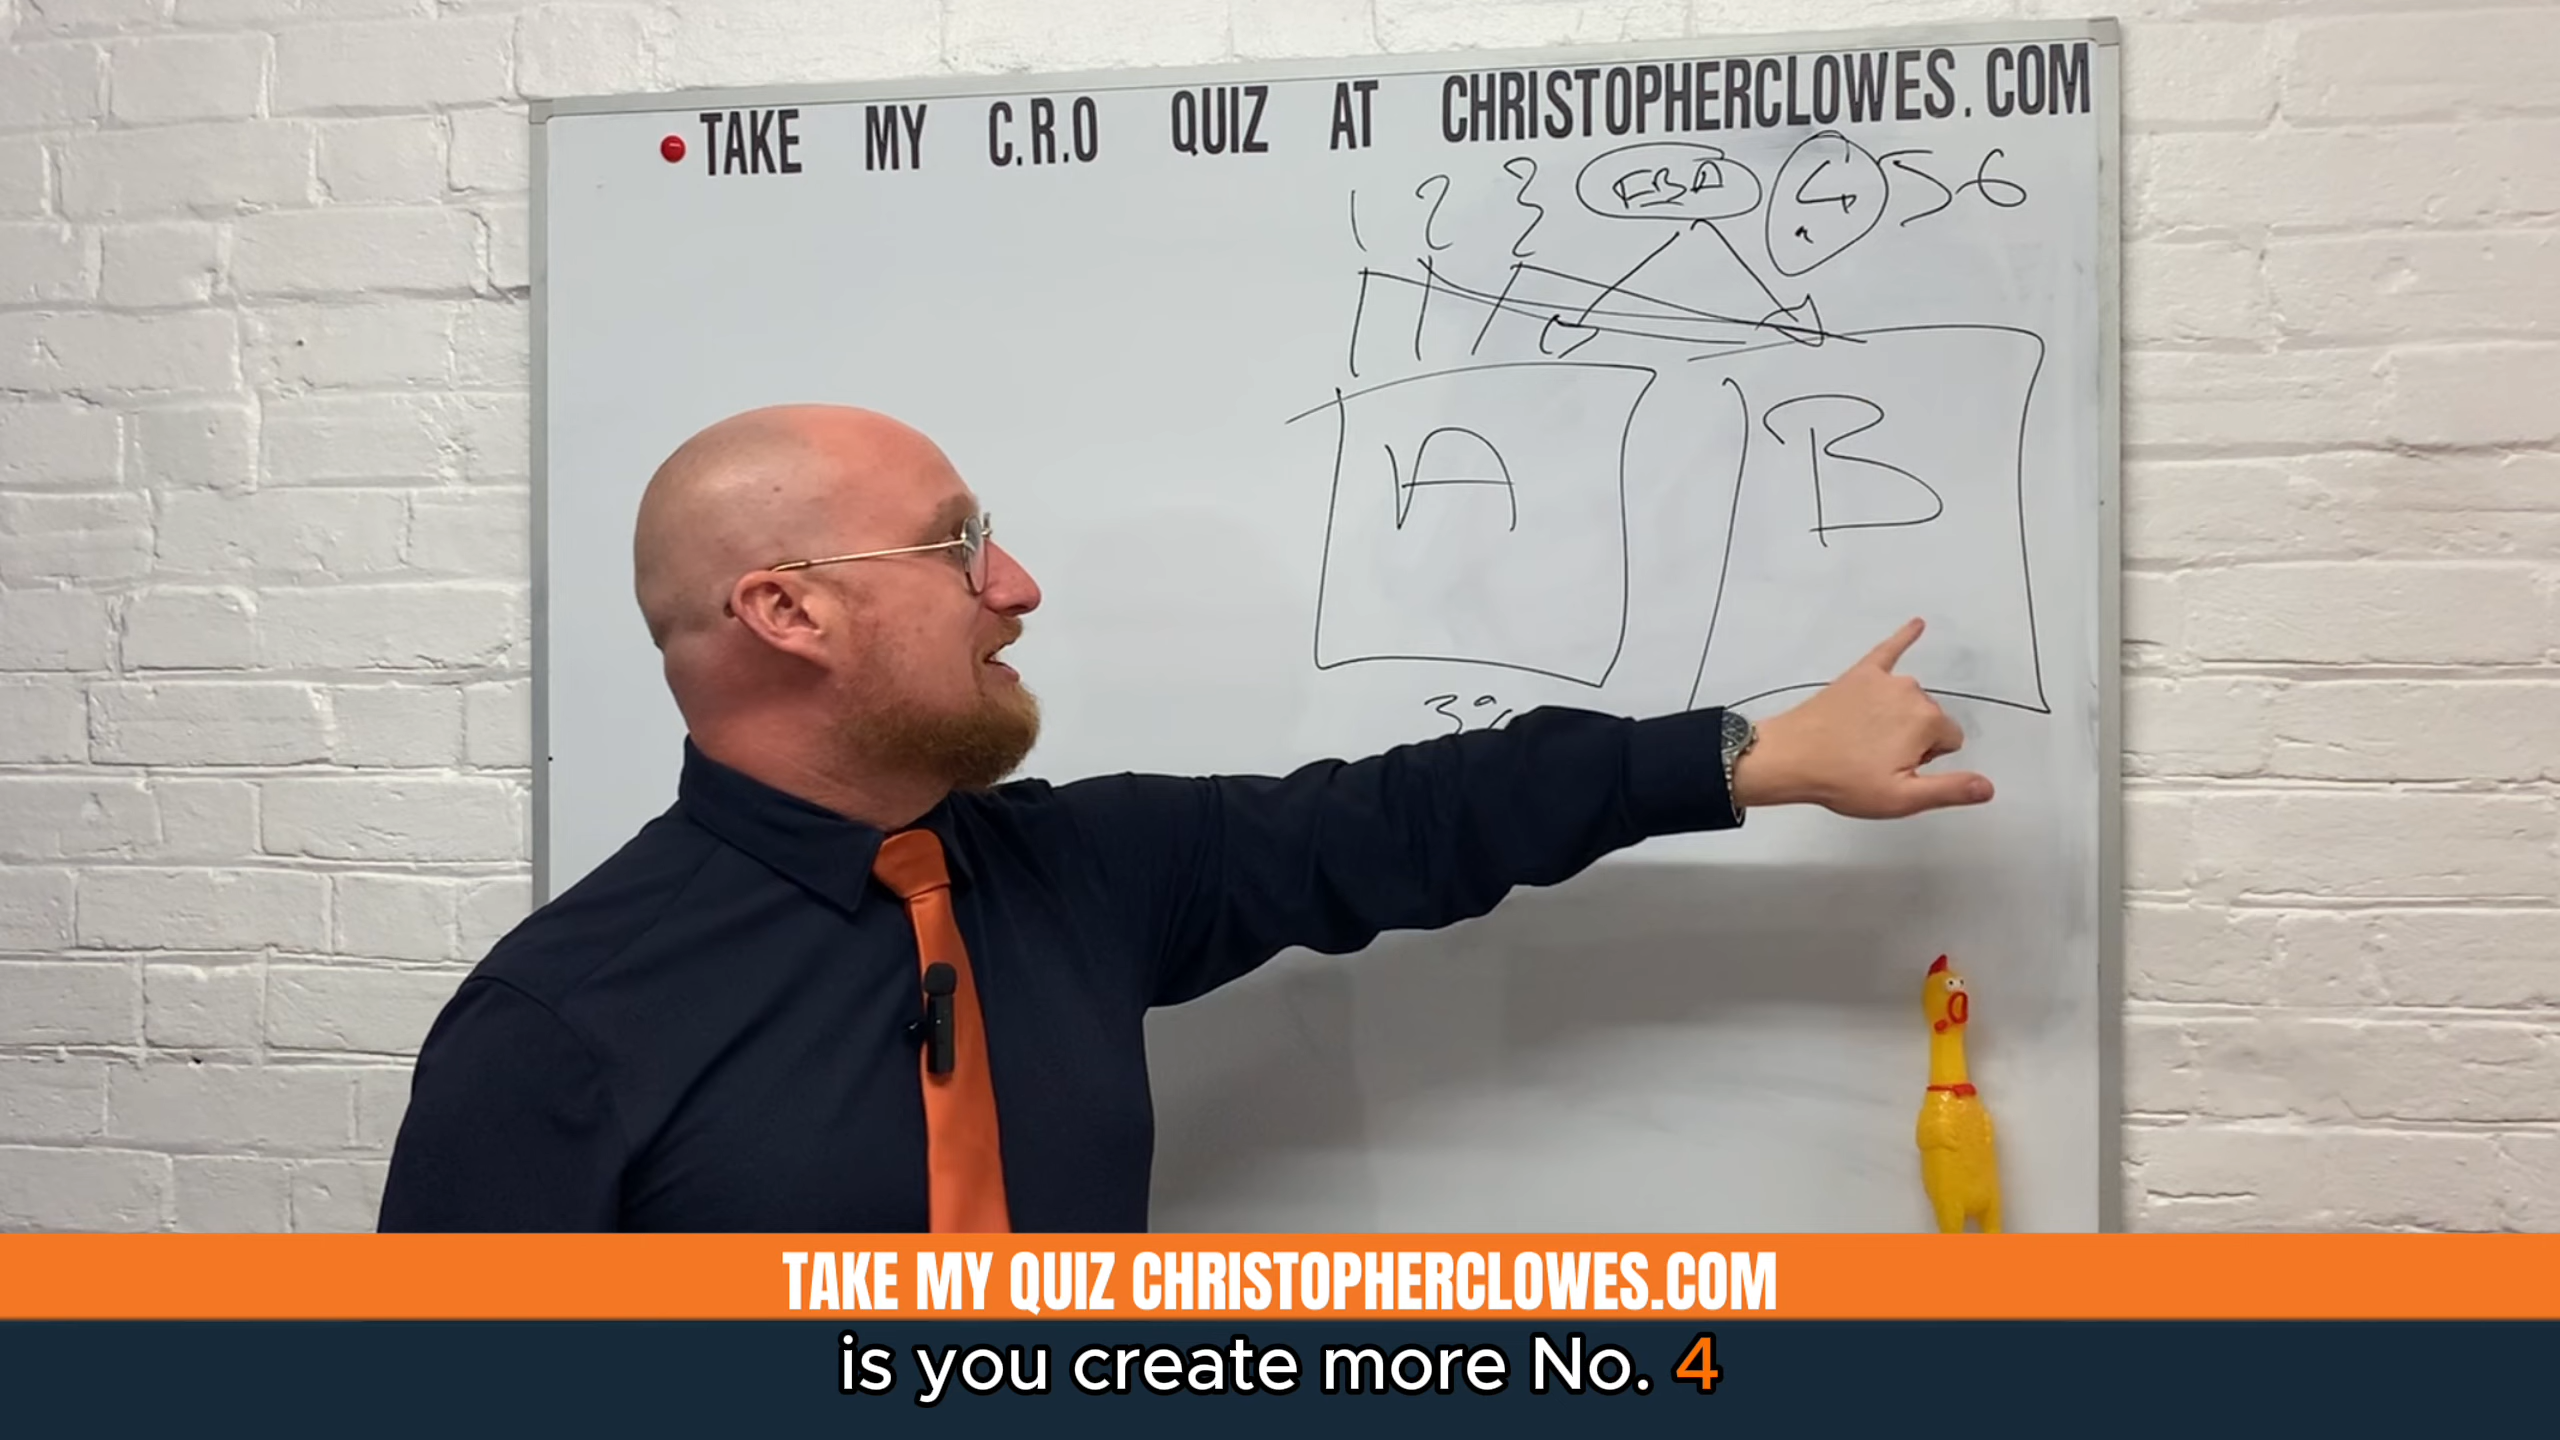 TAKE MY C.R.O QUIZ AT CHRISTOPHERCLOWES.COM
1 2 3 FBA 4 5 6
A B
3%
TAKE MY QUIZ CHRISTOPHERCLOWES.COM
is you create more No. 4